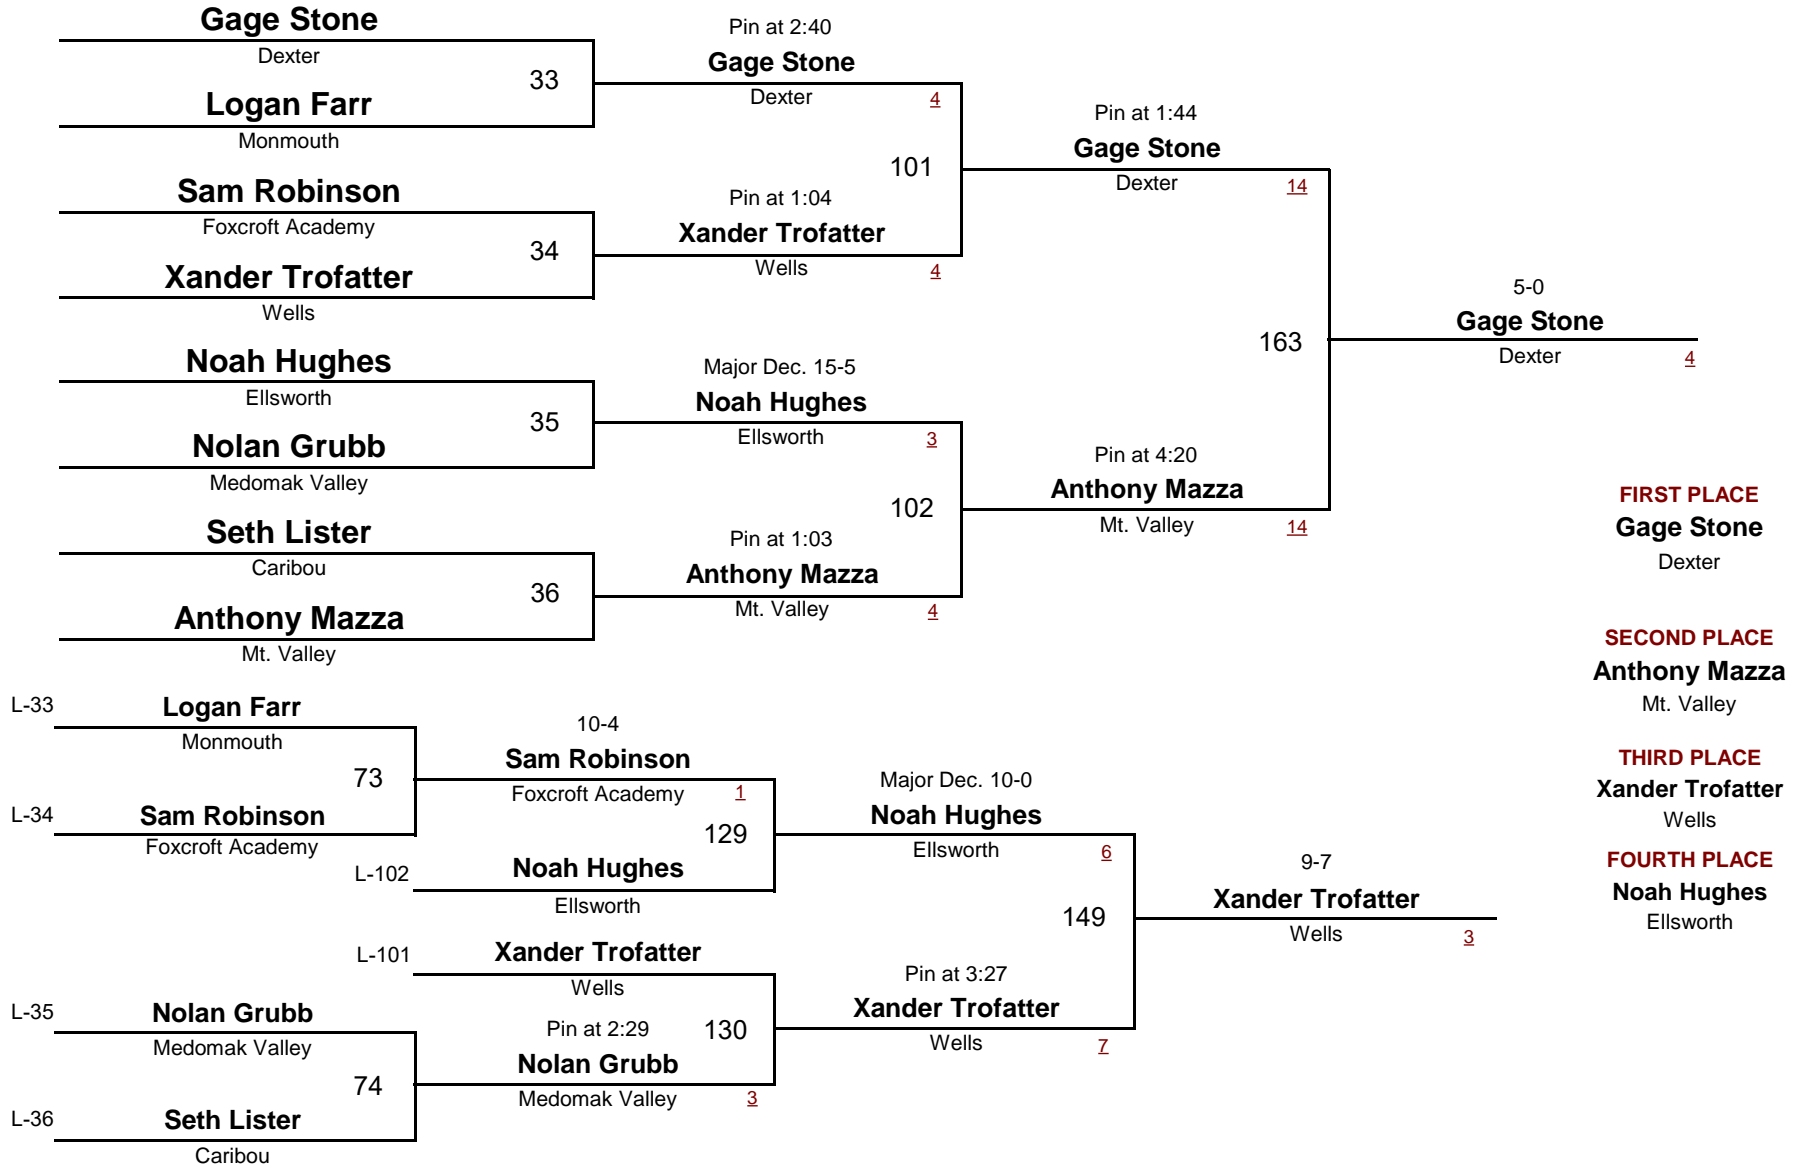 Gage Stone
Dexter
33
Logan Farr
Monmouth
Pin at 2:40
Gage Stone
Dexter
4
Sam Robinson
Foxcroft Academy
34
Xander Trofatter
Wells
Pin at 1:04
Xander Trofatter
Wells
4
101
Pin at 1:44
Gage Stone
Dexter
14
Noah Hughes
Ellsworth
35
Nolan Grubb
Medomak Valley
Major Dec. 15-5
Noah Hughes
Ellsworth
3
Seth Lister
Caribou
36
Anthony Mazza
Mt. Valley
Pin at 1:03
Anthony Mazza
Mt. Valley
4
102
Pin at 4:20
Anthony Mazza
Mt. Valley
14
163
5-0
Gage Stone
Dexter
4
FIRST PLACE
Gage Stone
Dexter
SECOND PLACE
Anthony Mazza
Mt. Valley
THIRD PLACE
Xander Trofatter
Wells
FOURTH PLACE
Noah Hughes
Ellsworth
L-33
Logan Farr
Monmouth
73
L-34
Sam Robinson
Foxcroft Academy
10-4
Sam Robinson
Foxcroft Academy
1
129
L-102
Noah Hughes
Ellsworth
Major Dec. 10-0
Noah Hughes
Ellsworth
6
L-101
Xander Trofatter
Wells
130
L-35
Nolan Grubb
Medomak Valley
74
L-36
Seth Lister
Caribou
Pin at 2:29
Nolan Grubb
Medomak Valley
3
Pin at 3:27
Xander Trofatter
Wells
7
149
9-7
Xander Trofatter
Wells
3